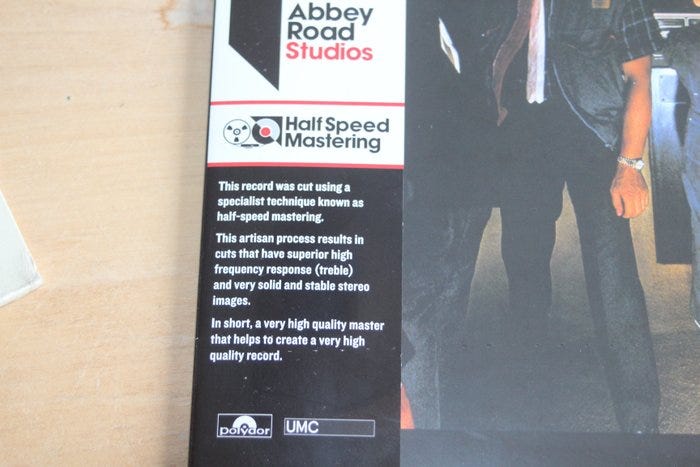 Abbey
Road
Studios
Half Speed
Mastering
This record was cut using a
specialist technique known as
half-speed mastering.
This artisan process results in
cuts that have superior high
frequency response (treble)
and very solid and stable stereo
images.
In short, a very high quality master
that helps to create a very high
quality record.
polydor
UMC